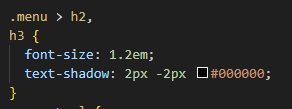 .menu > h2,
h3 {
  font-size: 1.2em;
  text-shadow: 2px -2px #000000;
}